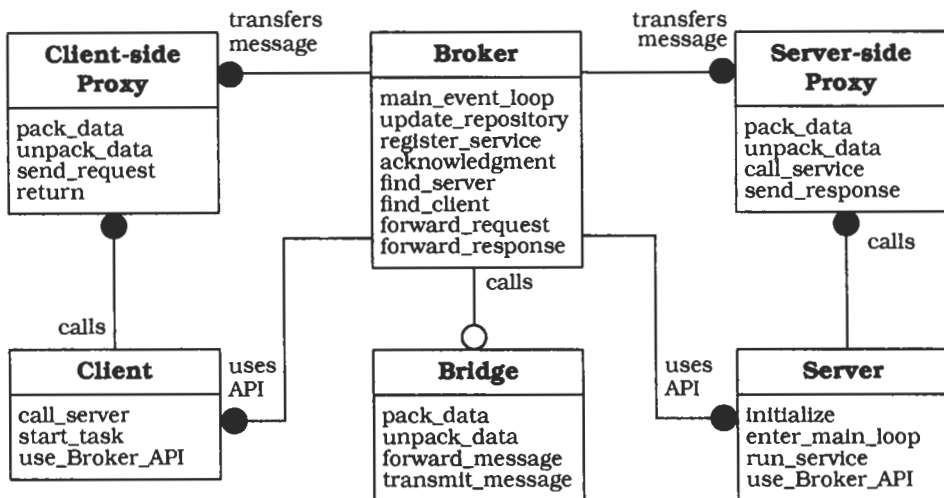 transfers
message
transfers
message
Client-side
Proxy
pack_data
unpack_data
send_request
return
Broker
main_event_loop
update_repository
register_service
acknowledgment
find_server
find_client
forward_request
forward_response
Server-side
Proxy
pack_data
unpack_data
call_service
send_response
calls
calls
calls
uses
API
uses
API
Client
call_server
start_task
use_Broker_API
Bridge
pack_data
unpack_data
forward_message
transmit_message
Server
initialize
enter_main_loop
run_service
use_Broker_API